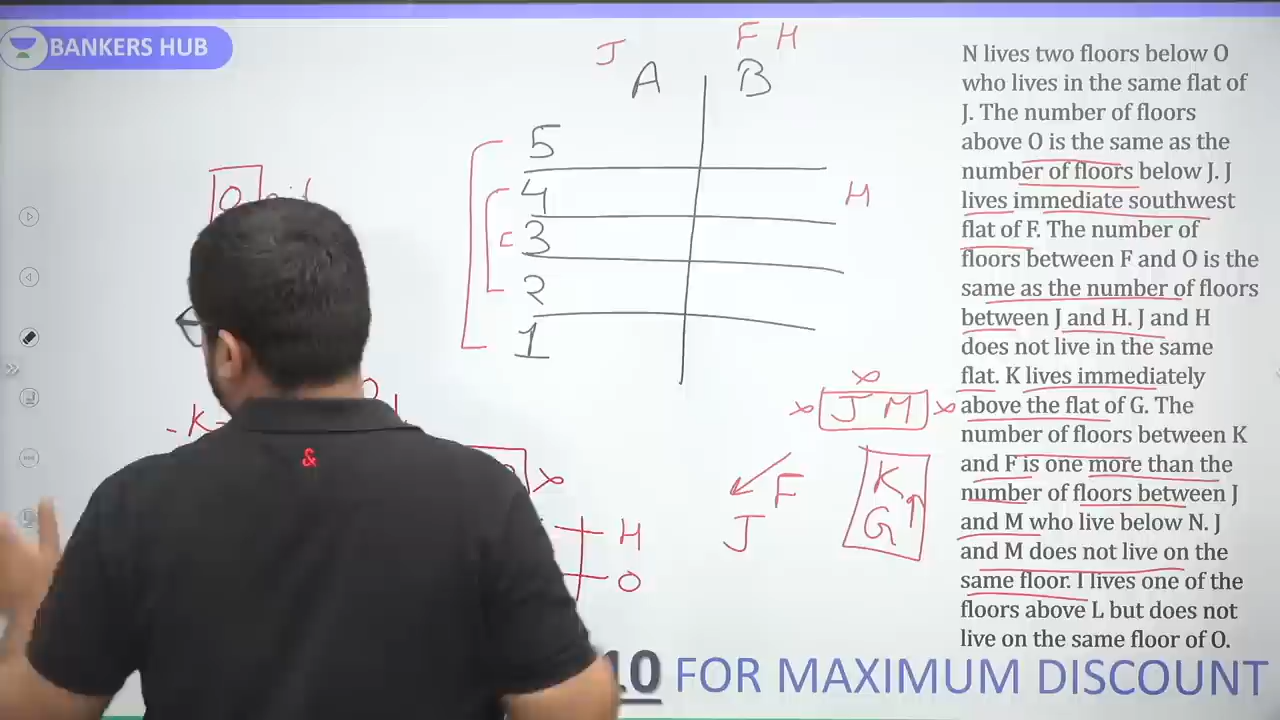 BANKERS HUB
J
F H
A
B
5
4
3
2
1
H
O
K
H
O
J M
F
J
K
G
&
N lives two floors below O
who lives in the same flat of
J. The number of floors
above O is the same as the
number of floors below J. J
lives immediate southwest
flat of F. The number of
floors between F and O is the
same as the number of floors
between J and H. J and H
does not live in the same
flat. K lives immediately
above the flat of G. The
number of floors between K
and F is one more than the
number of floors between J
and M who live below N. J
and M does not live on the
same floor. I lives one of the
floors above L but does not
live on the same floor of O.
10 FOR MAXIMUM DISCOUNT